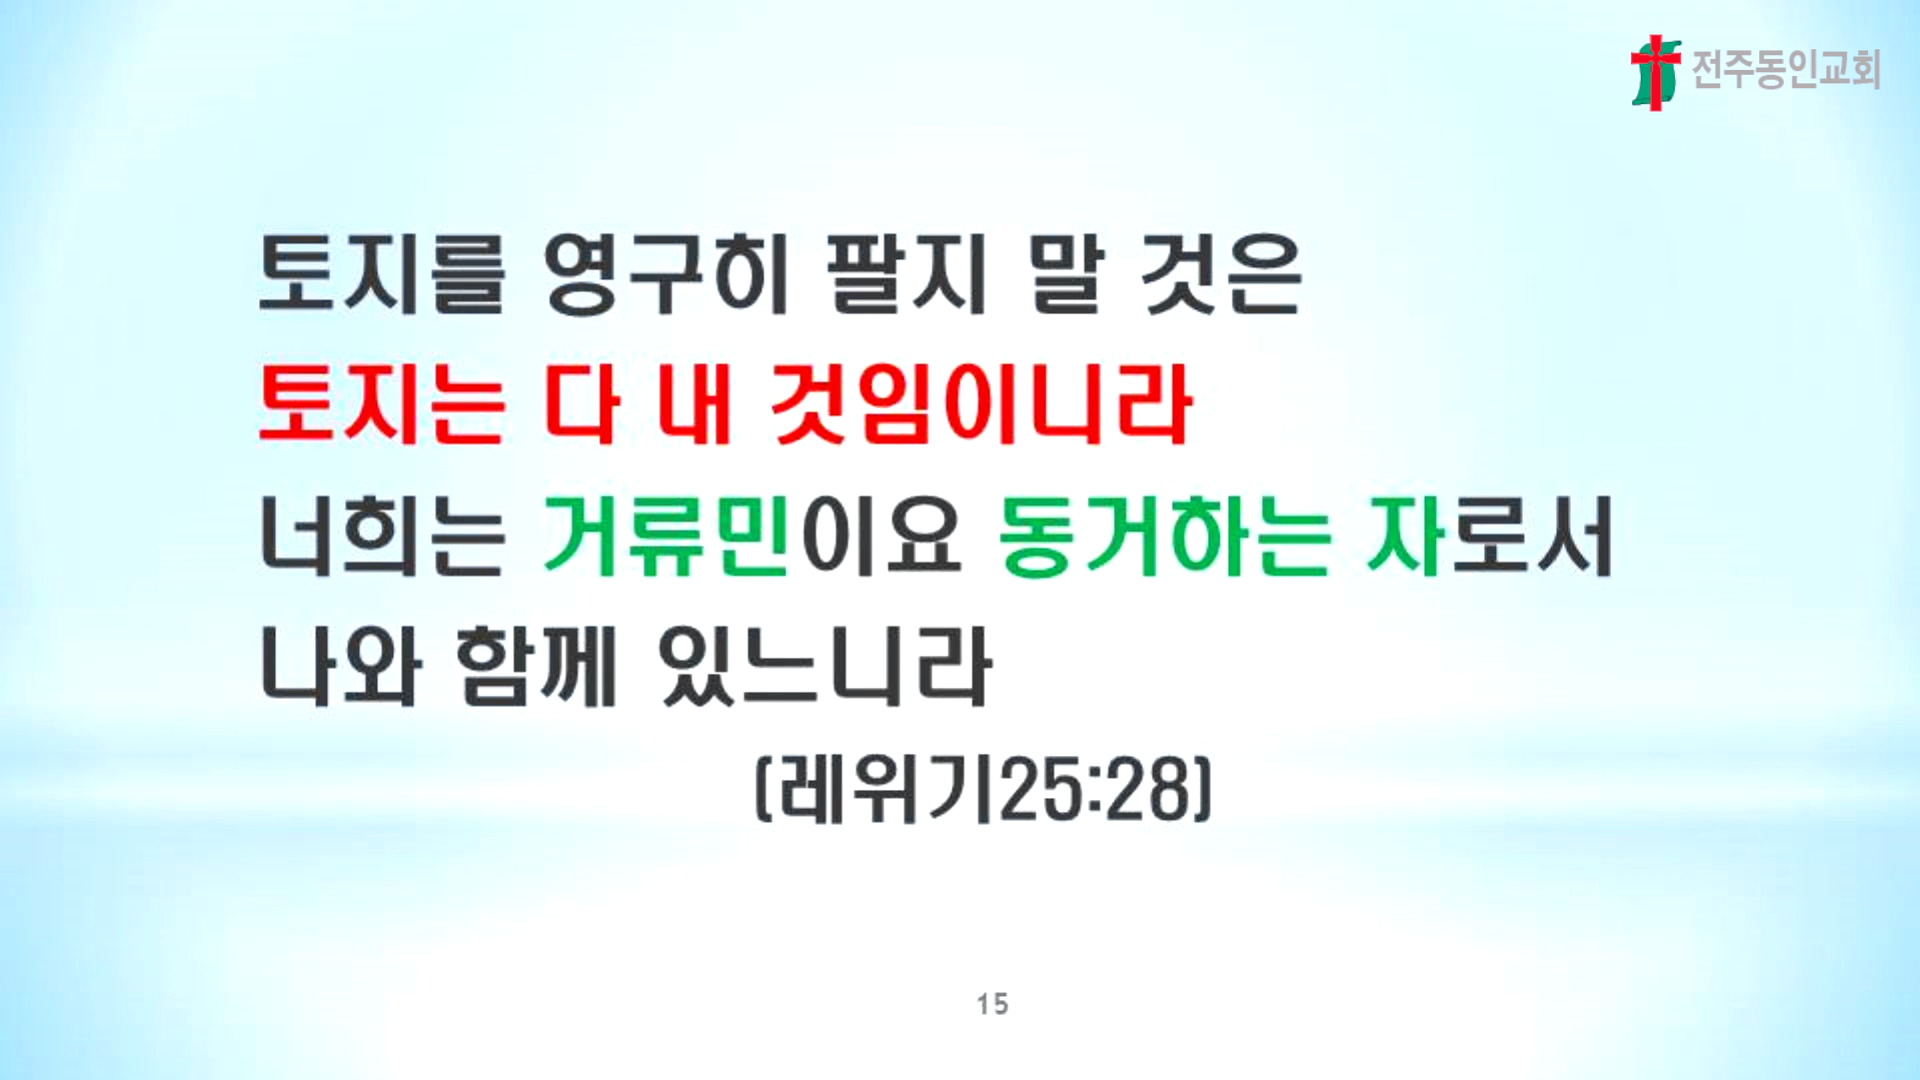 전주동인교회
토지를 영구히 팔지 말 것은
토지는 다 내 것임이니라
너희는 거류민이요 동거하는 자로서
나와 함께 있느니라
(레위기25:28)
15